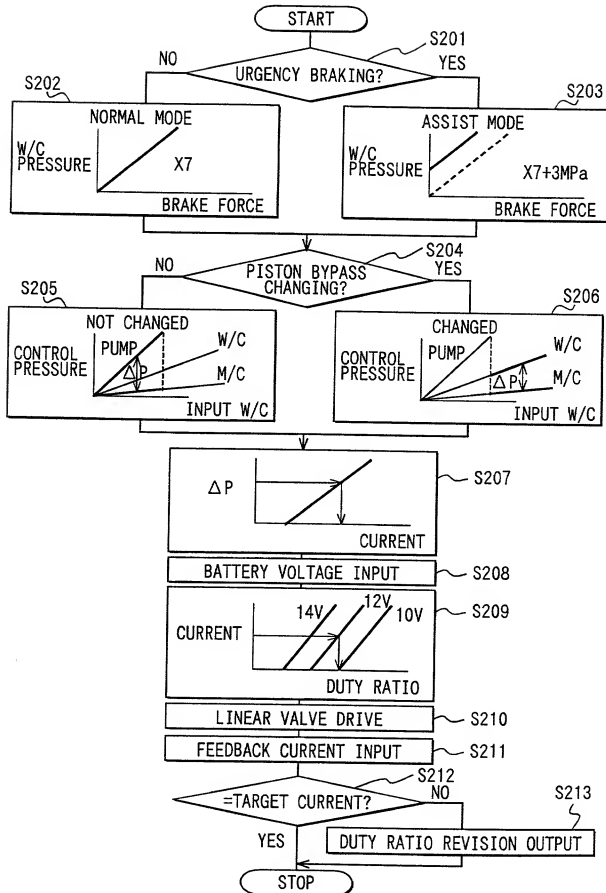 START
S201
NO
URGENCY BRAKING?
YES
S202
NORMAL MODE
W/C
PRESSURE
X7
BRAKE FORCE
S203
ASSIST MODE
W/C
PRESSURE
X7+3MPa
BRAKE FORCE
S204
NO
PISTON BYPASS
CHANGING?
YES
S205
NOT CHANGED
CONTROL
PRESSURE
PUMP
W/C
ΔP
M/C
INPUT W/C
S206
CHANGED
CONTROL
PRESSURE
PUMP
W/C
ΔP
M/C
INPUT W/C
S207
ΔP
CURRENT
BATTERY VOLTAGE INPUT
S208
S209
14V
12V
10V
CURRENT
DUTY RATIO
LINEAR VALVE DRIVE
S210
FEEDBACK CURRENT INPUT
S211
S212
=TARGET CURRENT?
NO
S213
YES
DUTY RATIO REVISION OUTPUT
STOP